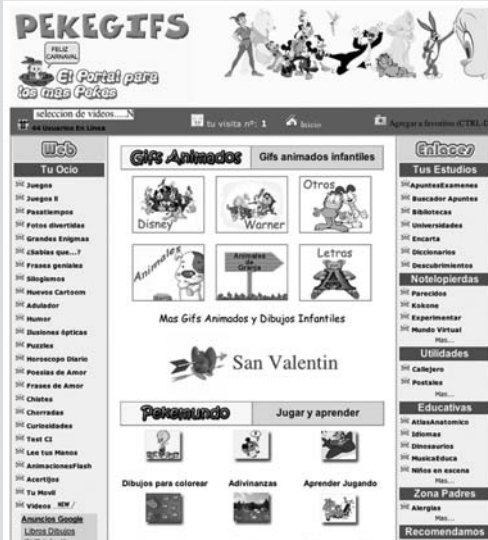 PEKEGIFS
FELIZ
CARNAVAL
El Portal para
los mas Pekes
seleccion de videos.....N
44 Usuarios En Linea
tu visita nº: 1
Inicio
Agregar a favoritos (CTRL-D
Web
Tu Ocio
Juegos
Juegos II
Pasatiempos
Fotos divertidas
Grandes Enigmas
¿Sabias que...?
Frases geniales
Silogismos
Huevos Cartoom
Adulador
Humor
Ilusiones ópticas
Puzzles
Horoscopo Diario
Poesias de Amor
Frases de Amor
Chistes
Chorradas
Curiosidades
Test CI
Lee tus Manos
AnimacionesFlash
Acertijos
Tu Movil
Videos NEW!
Anuncios Google
Libros Dibujos
Gifs Animados
Gifs animados infantiles
Disney
Warner
Otros
Animales
Animales
de
Granja
Letras
A
Mas Gifs Animados y Dibujos Infantiles
San Valentin
Pekemundo
Jugar y aprender
Dibujos para colorear
Adivinanzas
Aprender Jugando
Enlaces
Tus Estudios
ApuntesExamenes
Buscador Apuntes
Bibliotecas
Universidades
Encarta
Diccionarios
Descubrimientos
Notelopierdas
Parecidos
Kokone
Experimentar
Mundo Virtual
Mas...
Utilidades
Callejero
Postales
Mas...
Educativas
AtlasAnatomico
Idiomas
Dinosaurios
MusicaEduca
Niños en escena
Mas...
Zona Padres
Alergias
Mas...
Recomendamos